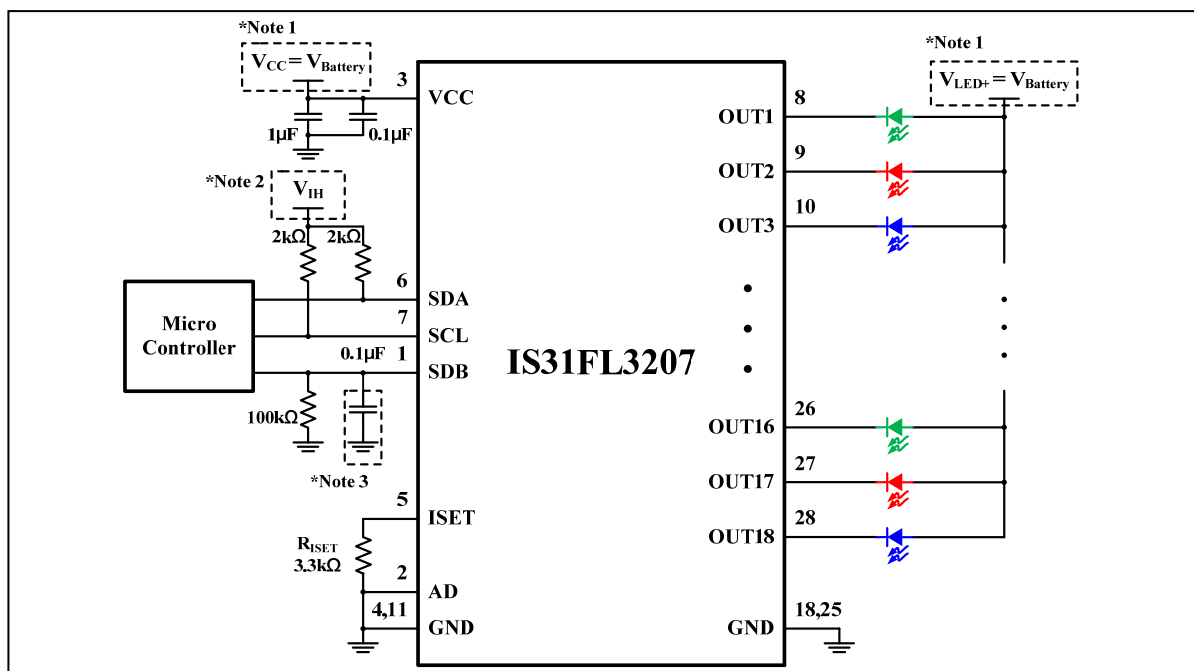 *Note 1
VCC = VBattery
3
VCC
1μF
0.1μF
*Note 2
VIH
2kΩ
2kΩ
Micro
Controller
6
SDA
7
SCL
0.1μF
1
SDB
100kΩ
*Note 3
5
ISET
RISET
3.3kΩ
2
AD
4,11
GND
IS31FL3207
*Note 1
VLED+ = VBattery
8
OUT1
9
OUT2
10
OUT3
26
OUT16
27
OUT17
28
OUT18
18,25
GND